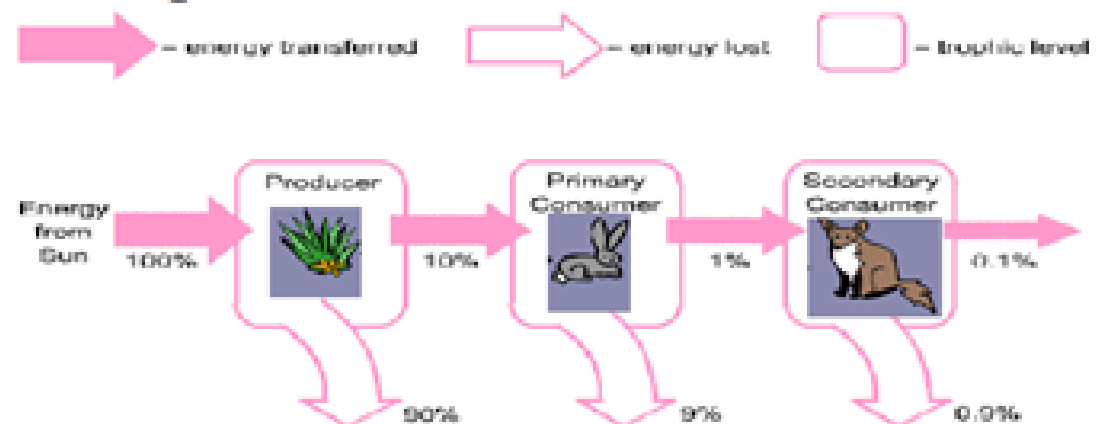 = energy transferred
= energy lost
= trophic level
Producer
Primary
Consumer
Secondary
Consumer
Energy
from
Sun
100%
10%
1%
0.1%
90%
9%
0.9%